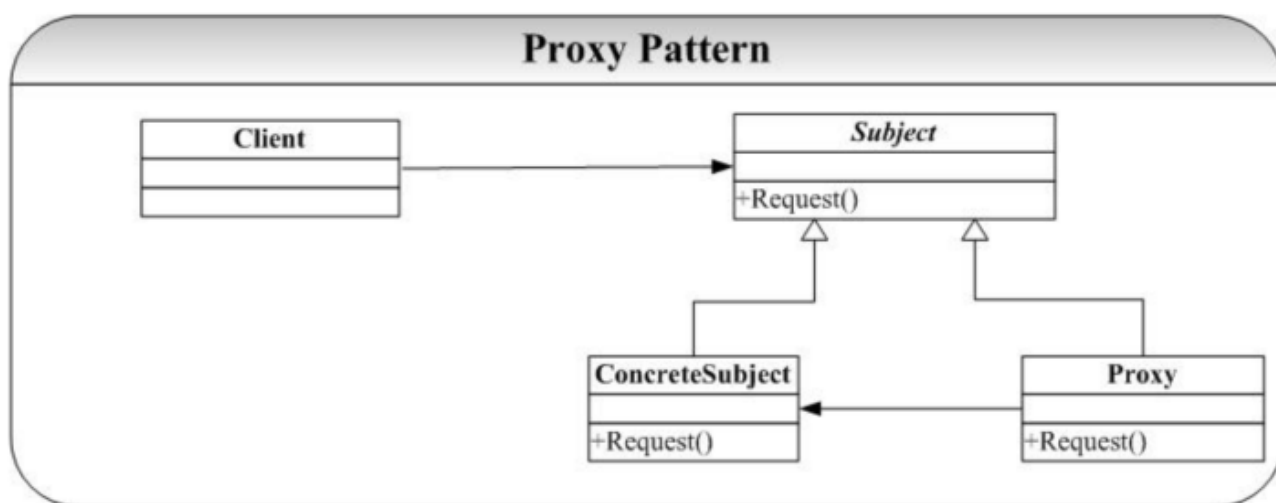 Proxy Pattern
Client
Subject
+Request()
ConcreteSubject
+Request()
Proxy
+Request()